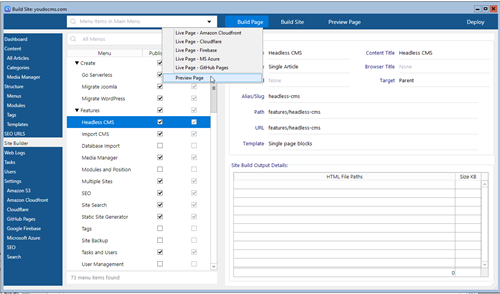 Build Site: youdocms.com
Menu Items in Main Menu
Build Page
Build Site
Preview Page
Deploy
Live Page - Amazon Cloudfront
Live Page - Cloudflare
Live Page - Firebase
Live Page - MS Azure
Live Page - GitHub Pages
Preview Page
Dashboard
Content
All Articles
Categories
Media Manager
Structure
Menus
Modules
Tags
Templates
SEO URLS
Site Builder
Web Logs
Tasks
Users
Settings
Amazon S3
Amazon Cloudfront
Cloudflare
GitHub Pages
Google Firebase
Microsoft Azure
SEO
Search
All Menus
Menu
Create
Go Serverless
Migrate Joomla
Migrate WordPress
Features
Headless CMS
Import CMS
Database Import
Media Manager
Modules and Position
Multiple Sites
SEO
Site Search
Static Site Generator
Tags
Site Backup
Tasks and Users
User Management
73 menu items found
Headless CMS
Single Article
None
Content Title Headless CMS
Browser Title None
Target Parent
Alias/Slug headless-cms
Path features/headless-cms
URL features/headless-cms
Template Single page blocks
Site Build Output Details:
HTML File Paths Size KB
0